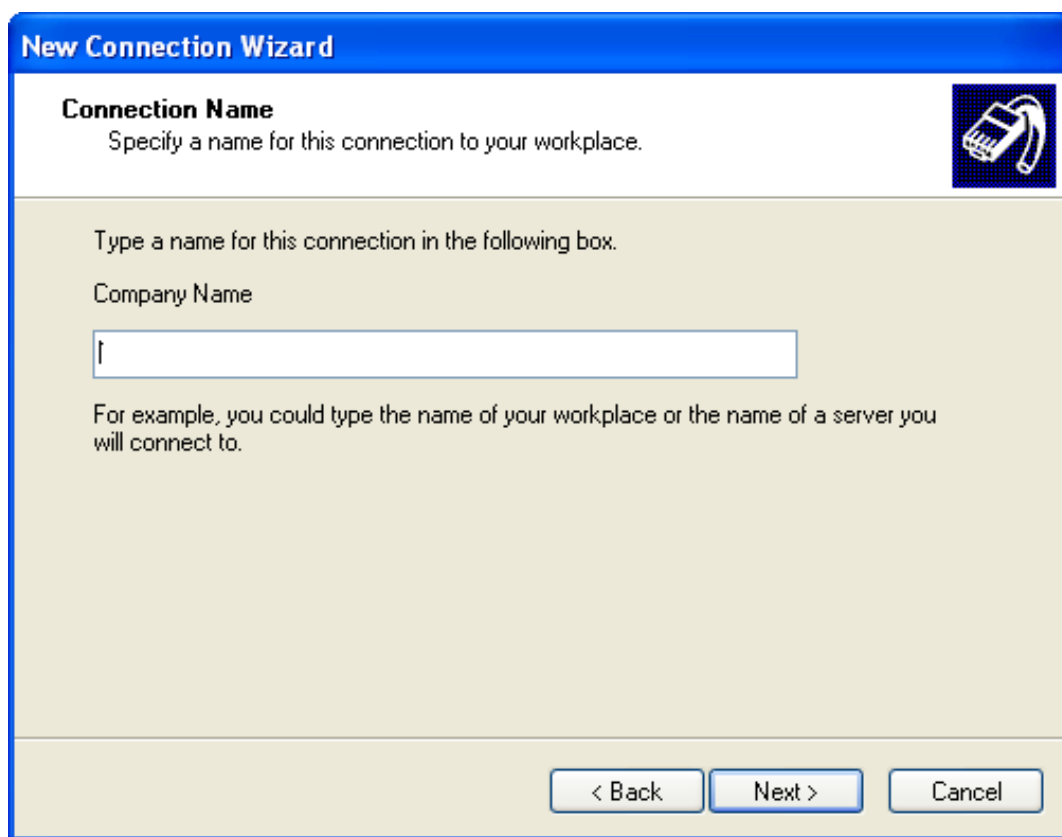 New Connection Wizard
Connection Name
Specify a name for this connection to your workplace.
Type a name for this connection in the following box.
Company Name
For example, you could type the name of your workplace or the name of a server you
will connect to.
< Back
Next >
Cancel